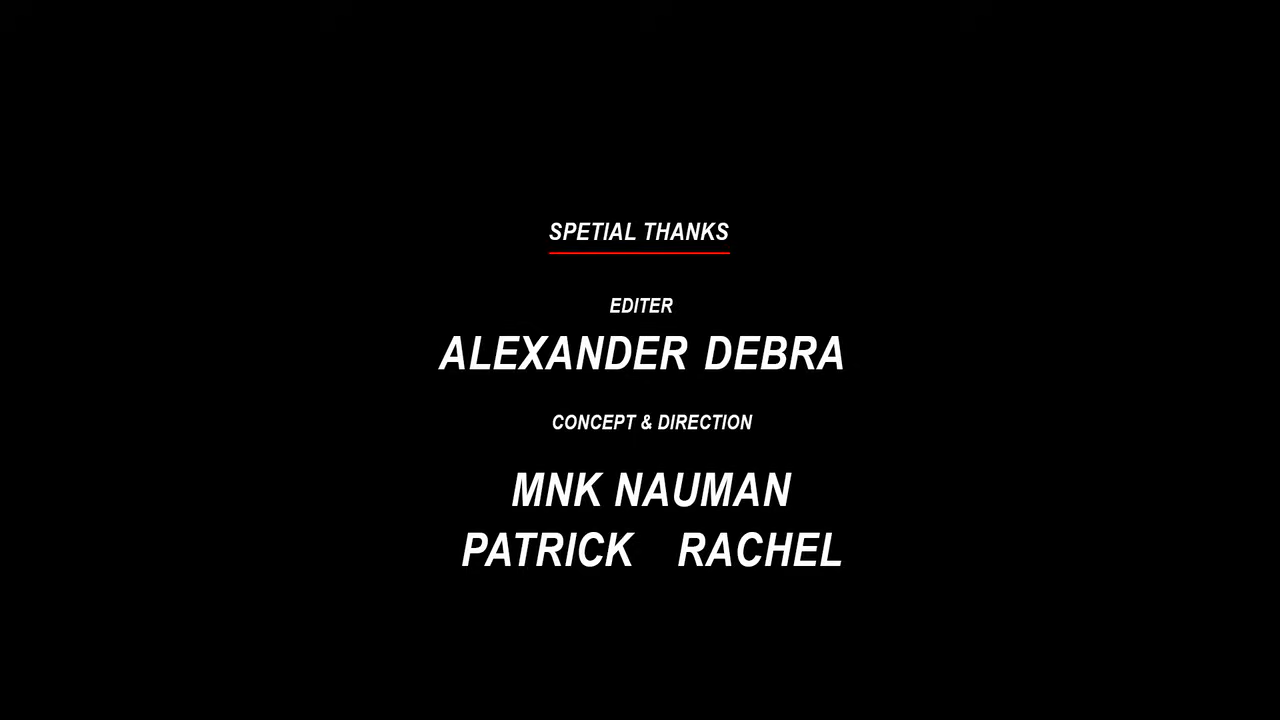 SPETIAL THANKS
EDITER
ALEXANDER DEBRA
CONCEPT & DIRECTION
MNK NAUMAN
PATRICK RACHEL